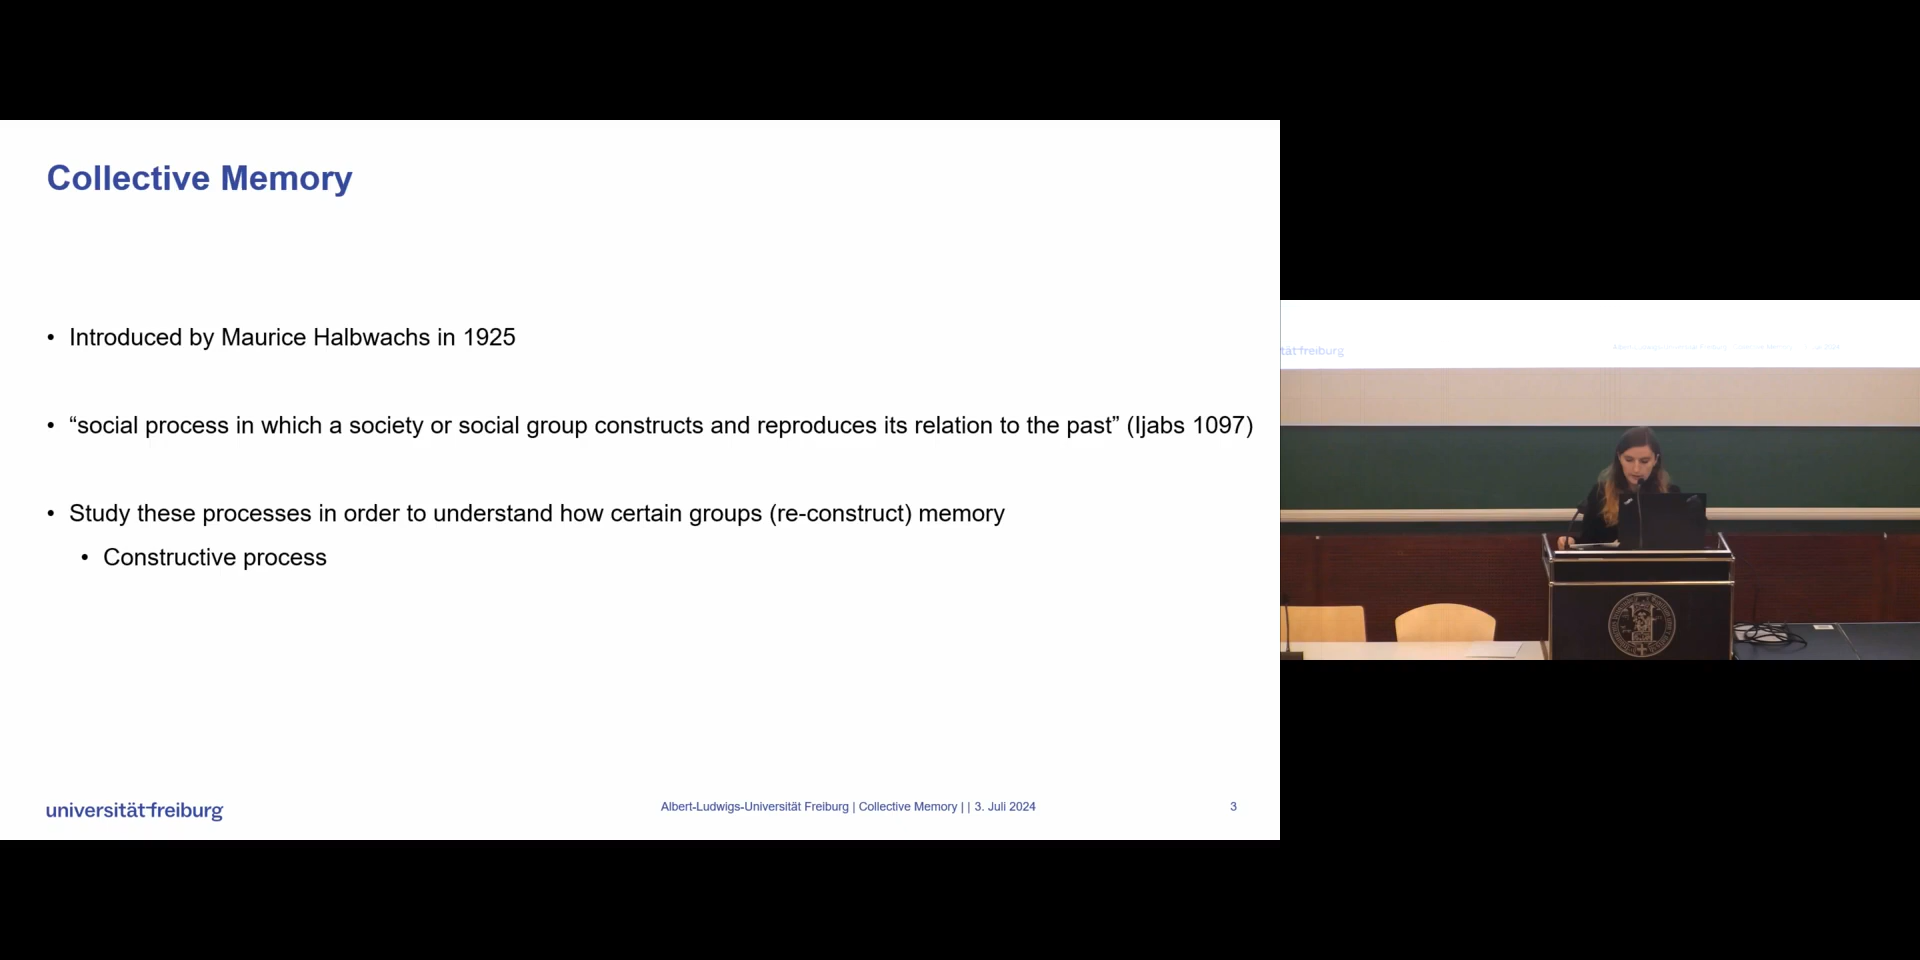 Collective Memory
• Introduced by Maurice Halbwachs in 1925
• “social process in which a society or social group constructs and reproduces its relation to the past” (Ijabs 1097)
• Study these processes in order to understand how certain groups (re-construct) memory
• Constructive process
universität freiburg
Albert-Ludwigs-Universität Freiburg | Collective Memory | | 3. Juli 2024
3
tät freiburg